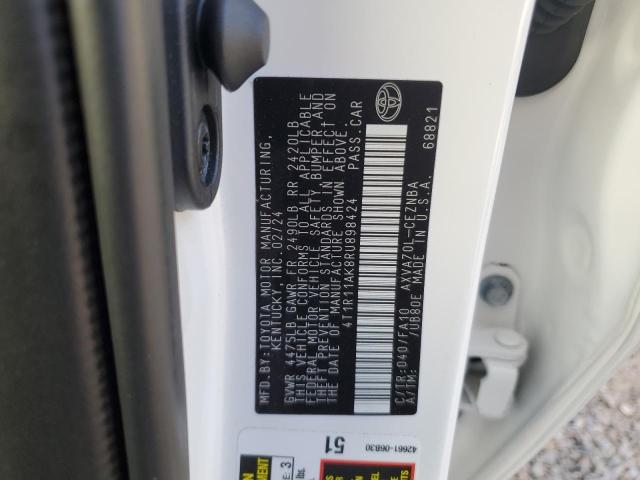 MFD.BY:TOYOTA MOTOR MANUFACTURING,
KENTUCKY, INC. 02/24
GVWR 4475LB GAWR FR 2490LB RR 2420LB
THIS VEHICLE CONFORMS TO ALL APPLICABLE
FEDERAL MOTOR VEHICLE SAFETY, BUMPER, AND
THEFT PREVENTION STANDARDS IN EFFECT ON
THE DATE OF MANUFACTURE SHOWN ABOVE.
4T1R11AK8RU898424 PASS.CAR
C/TR:040/FA10 AXVA70L-CEZNBA
A/TM: /UB80E MADE IN U.S.A. 68821
42661-06B30
51
3